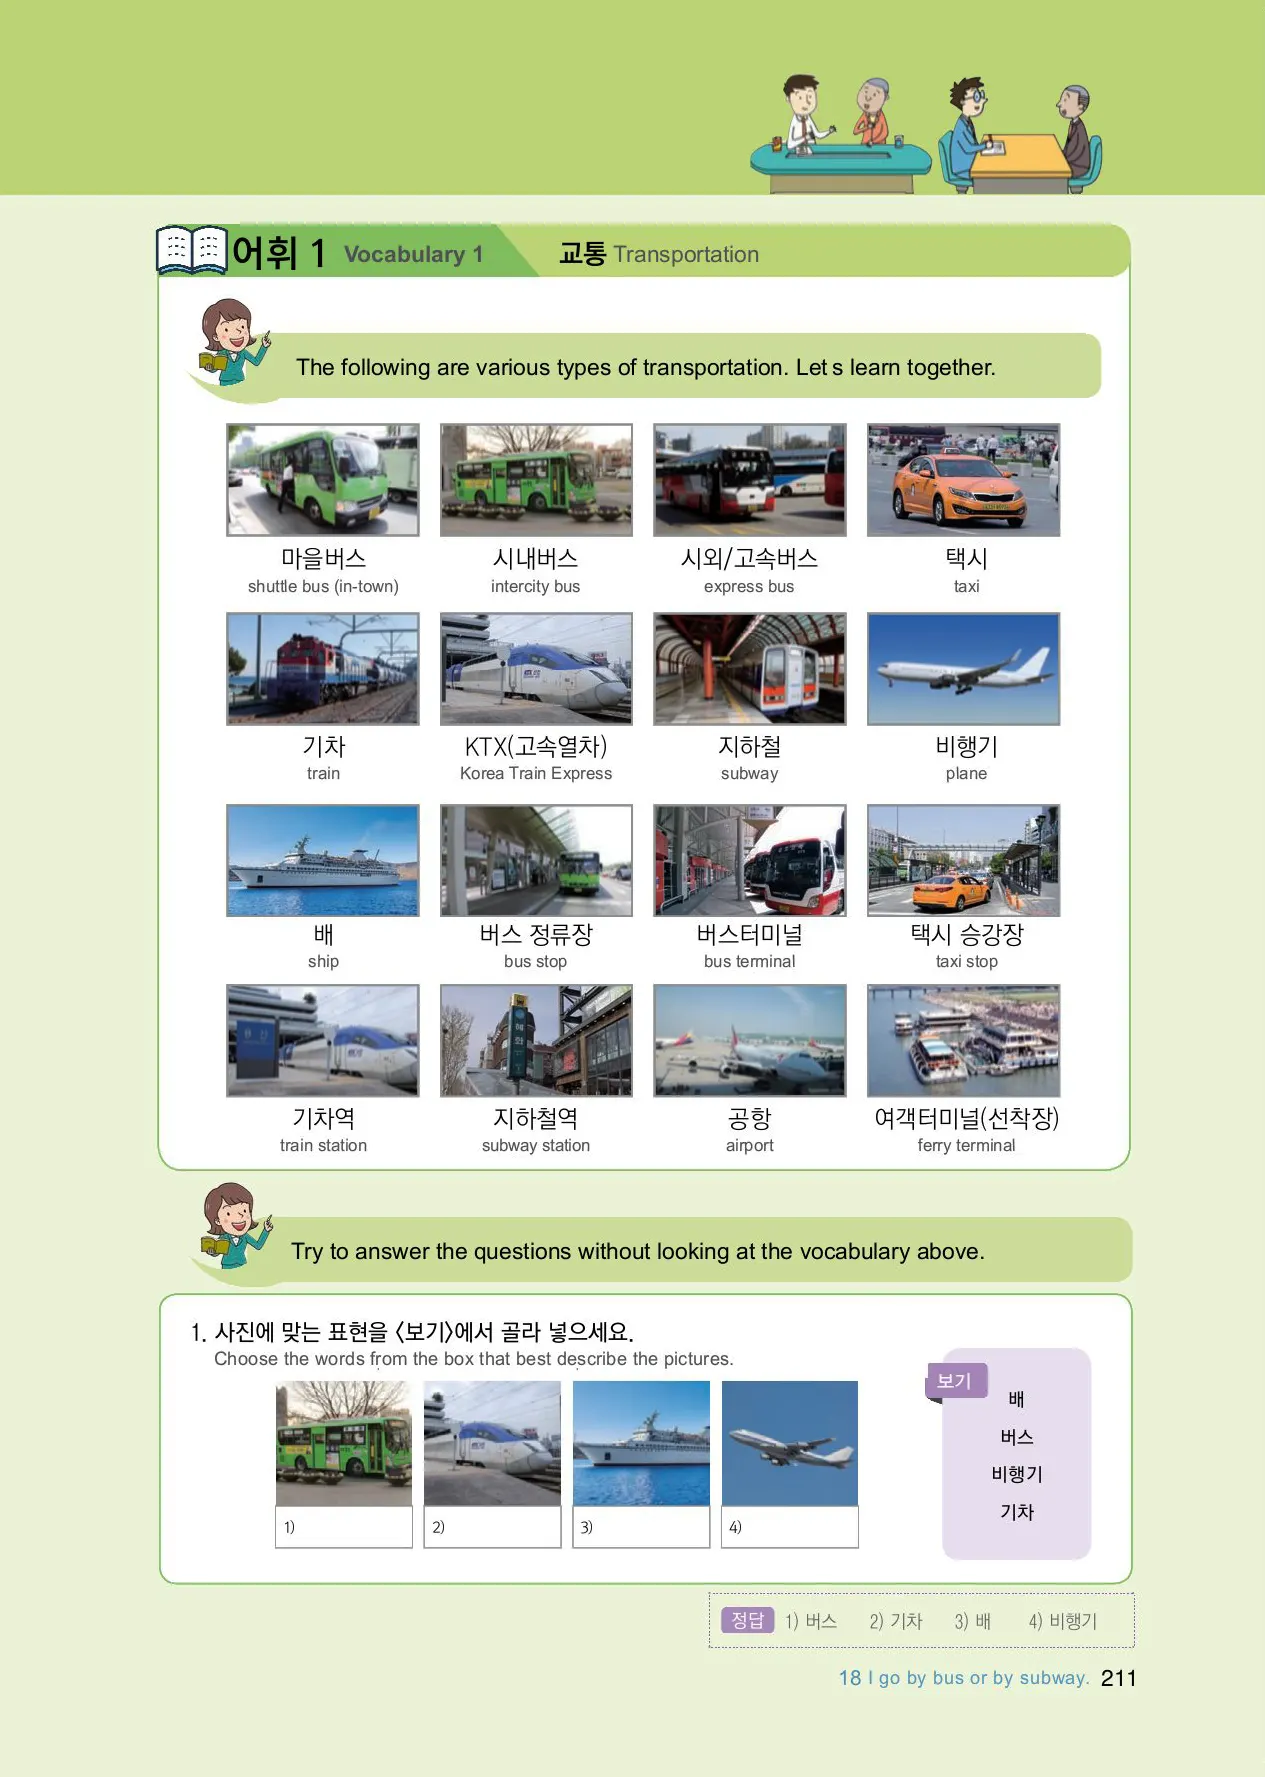 어휘 1 Vocabulary 1 교통 Transportation
The following are various types of transportation. Let s learn together.
마을버스 시내버스 시외/고속버스 택시
shuttle bus (in-town) intercity bus express bus taxi
기차 KTX(고속열차) 지하철 비행기
train Korea Train Express subway plane
배 버스 정류장 버스터미널 택시 승강장
ship bus stop bus terminal taxi stop
혜화
기차역 지하철역 공항 여객터미널(선착장)
train station subway station airport ferry terminal
Try to answer the questions without looking at the vocabulary above.
1. 사진에 맞는 표현을 〈보기〉에서 골라 넣으세요.
Choose the words from the box that best describe the pictures.
보기
배
버스
비행기
기차
1) 2) 3) 4)
정답 1) 버스 2) 기차 3) 배 4) 비행기
18 I go by bus or by subway. 211